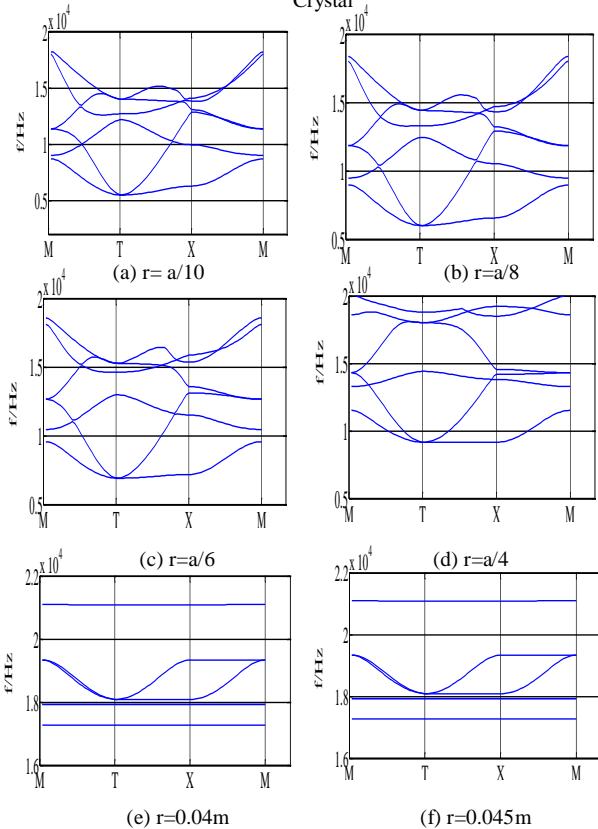 Crystal
x 10^4 x 10^4
2 2
1.5 1.5
f/Hz f/Hz
1 1
0.5 0.5
M T X M M T X M
(a) r= a/10 (b) r=a/8
x 10^4 x 10^4
2 2
1.5 1.5
f/Hz f/Hz
1 1
0.5 0.5
M T X M M T X M
(c) r=a/6 (d) r=a/4
x 10^4 x 10^4
2.2 2.2
2 2
f/Hz f/Hz
1.8 1.8
1.6 1.6
M T X M M T X M
(e) r=0.04m (f) r=0.045m